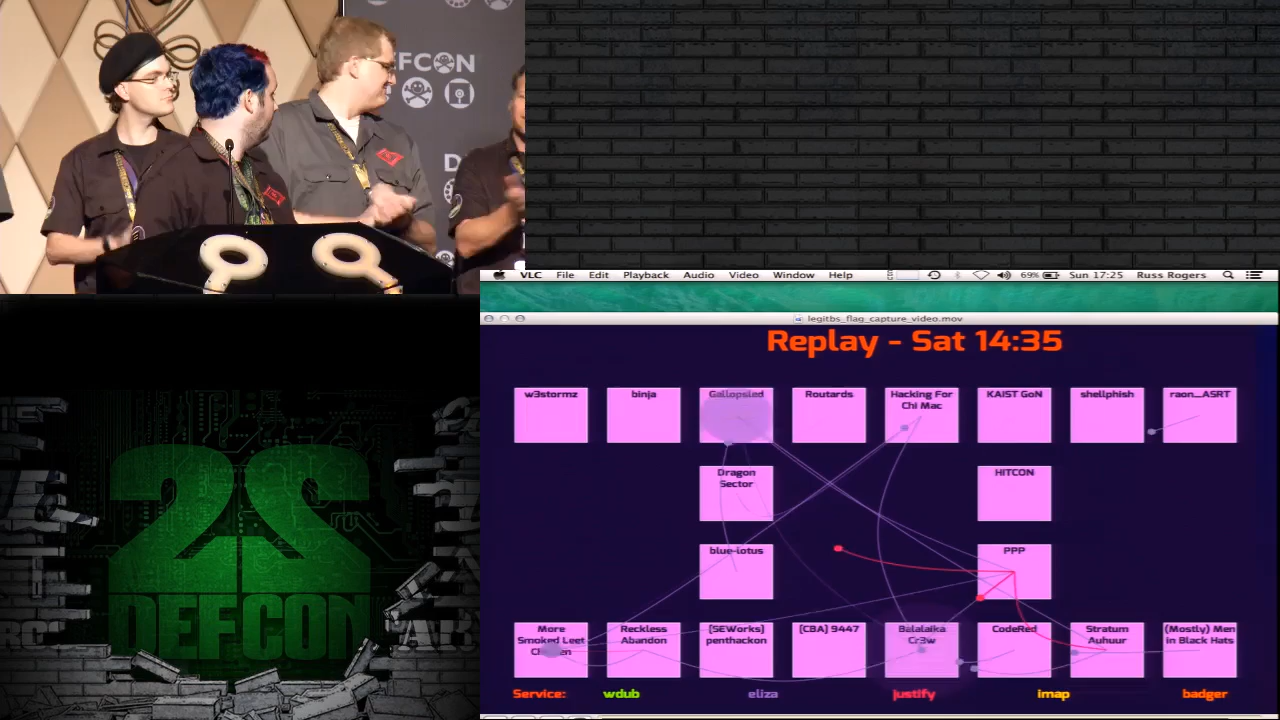 EFCON
D
VLC File Edit Playback Audio Video Window Help 69% Sun 17:25 Russ Rogers
legitbs_flag_capture_video.mov
Replay - Sat 14:35
w3stormz
binja
Gallopsled
Routards
Hacking For
Chi Mac
KAIST GoN
shellphish
raon_ASRT
Dragon
Sector
HITCON
blue-lotus
PPP
More
Smoked Leet
Chicken
Reckless
Abandon
[SEWorks]
penthackon
[CBA] 9447
Balalaika
Cr3w
CodeRed
Stratum
Auhuur
(Mostly) Men
in Black Hats
Service: wdub eliza justify imap badger
22
DEFCON